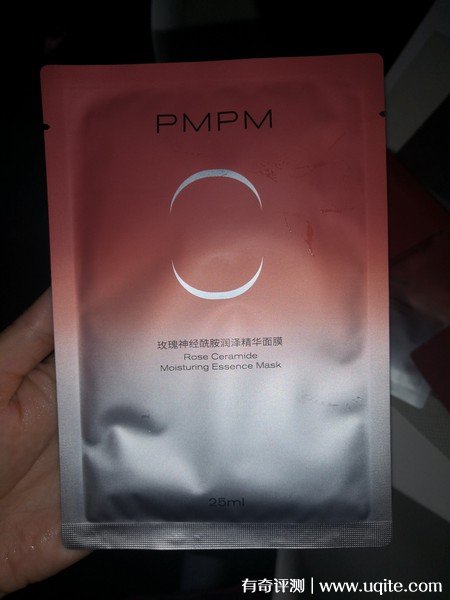 PMPM
玫瑰神经酰胺润泽精华面膜
Rose Ceramide
Moisturing Essence Mask
25ml
有奇评测 | www.uqite.com